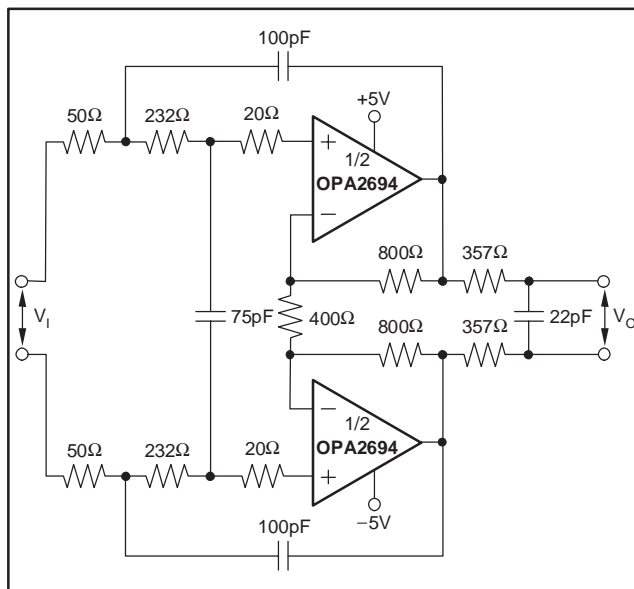 100pF
50Ω 232Ω 20Ω +5V
+
1/2
OPA2694
−
800Ω 357Ω
V_I 75pF 400Ω 22pF V_O
800Ω 357Ω
−
1/2
OPA2694
50Ω 232Ω 20Ω
+
−5V
100pF